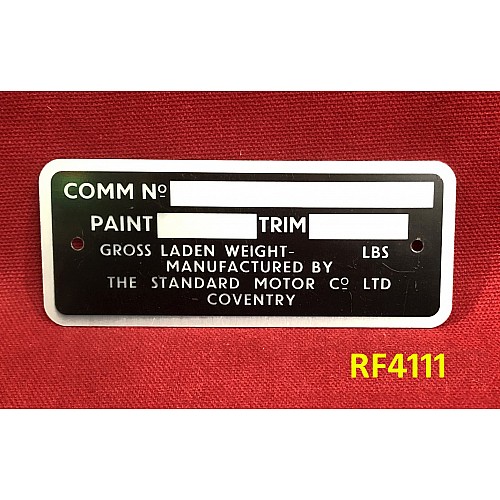 COMM Nº
PAINT TRIM
GROSS LADEN WEIGHT- LBS
MANUFACTURED BY
THE STANDARD MOTOR Cº LTD
COVENTRY
RF4111